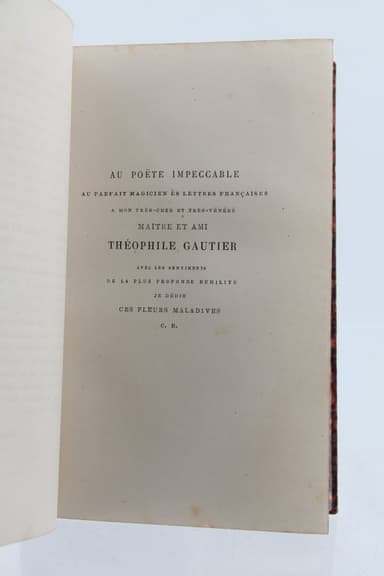 AU POËTE IMPECCABLE
AU PARFAIT MAGICIEN ÈS LETTRES FRANÇAISES
A MON TRÈS-CHER ET TRÈS-VÉNÉRÉ
MAITRE ET AMI
THÉOPHILE GAUTIER
AVEC LES SENTIMENTS
DE LA PLUS PROFONDE HUMILITÉ
JE DÉDIE
CES FLEURS MALADIVES
C. B.